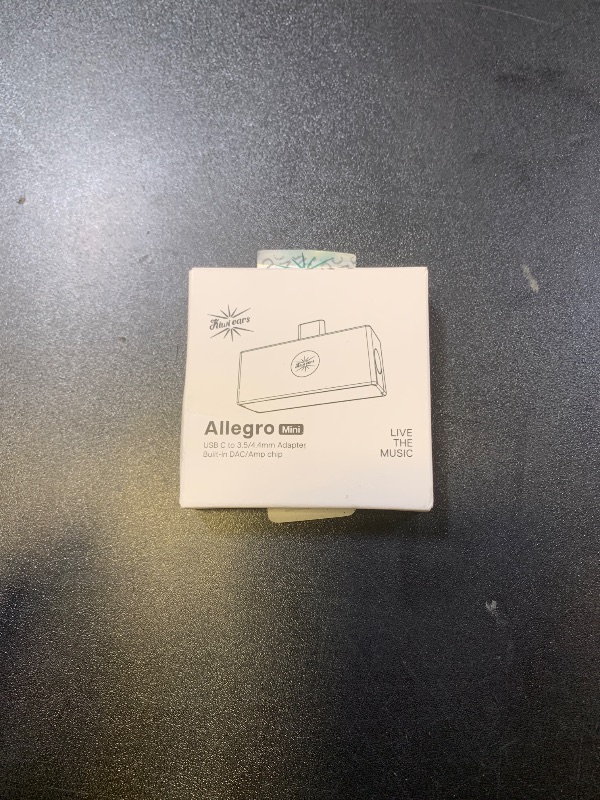 Kiwi ears
Allegro Mini
USB C to 3.5/4.4mm Adapter
Built-in DAC/Amp chip
LIVE
THE
MUSIC